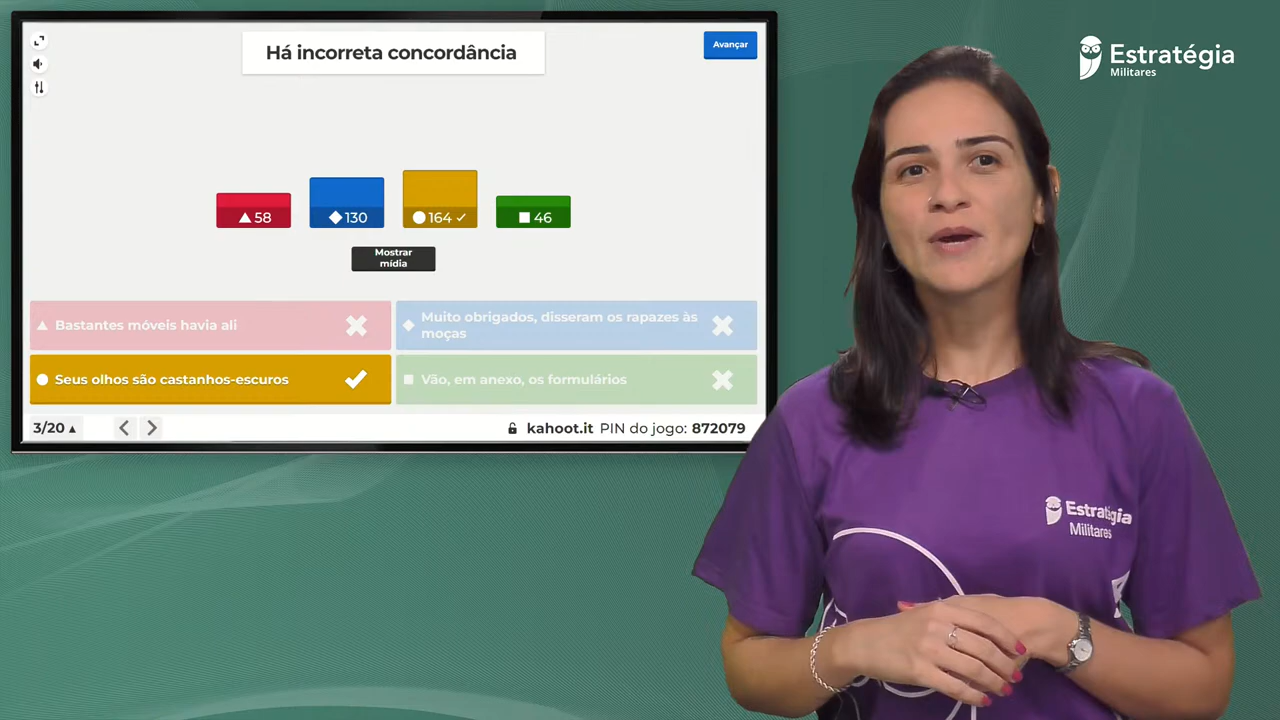 Há incorreta concordância
Avançar
58
130
164
46
Mostrar
mídia
Bastantes móveis havia ali
Muito obrigados, disseram os rapazes às
moças
Seus olhos são castanhos-escuros
Vão, em anexo, os formulários
3/20
kahoot.it PIN do jogo: 872079
Estratégia
Militares
Estratégia
Militares